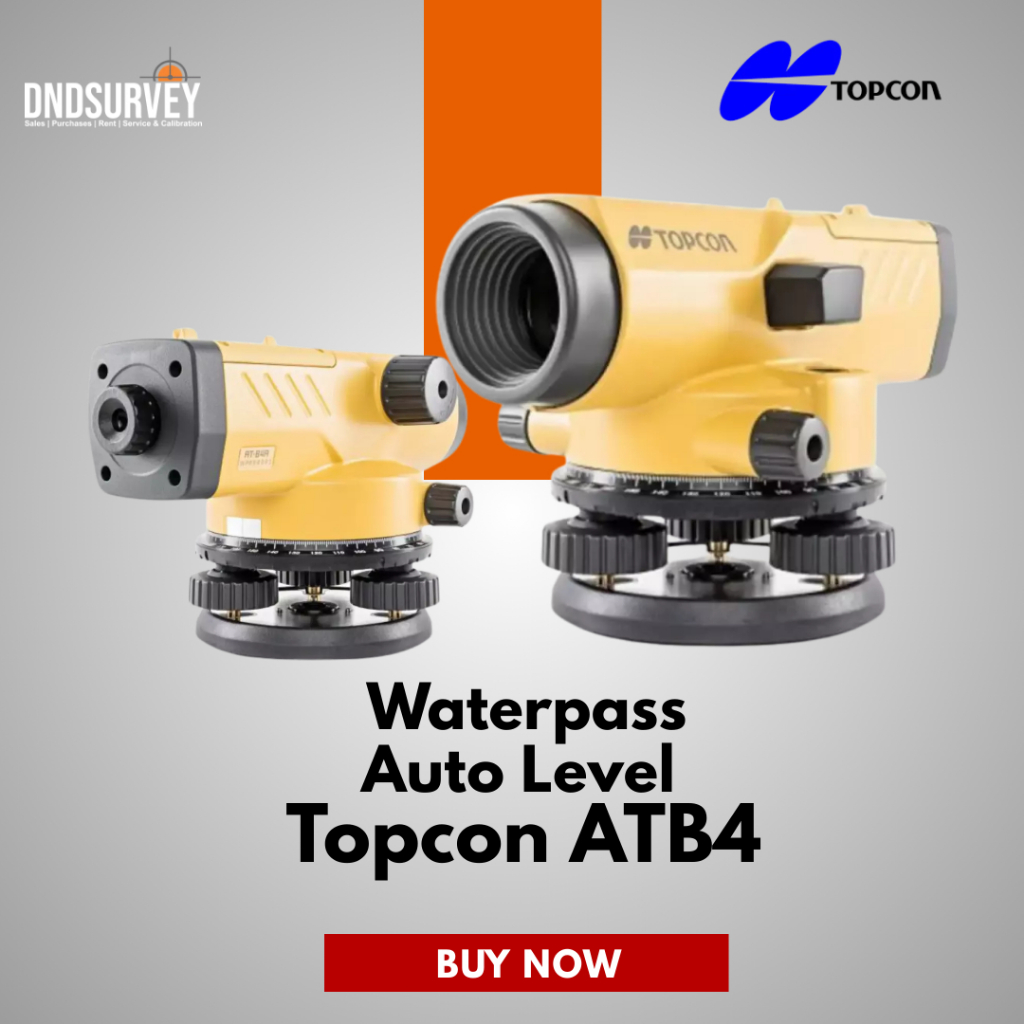 DNDSURVEY
Sales | Purchases | Rent | Service & Calibration
TOPCON
TOPCON
Waterpass
Auto Level
Topcon ATB4
BUY NOW